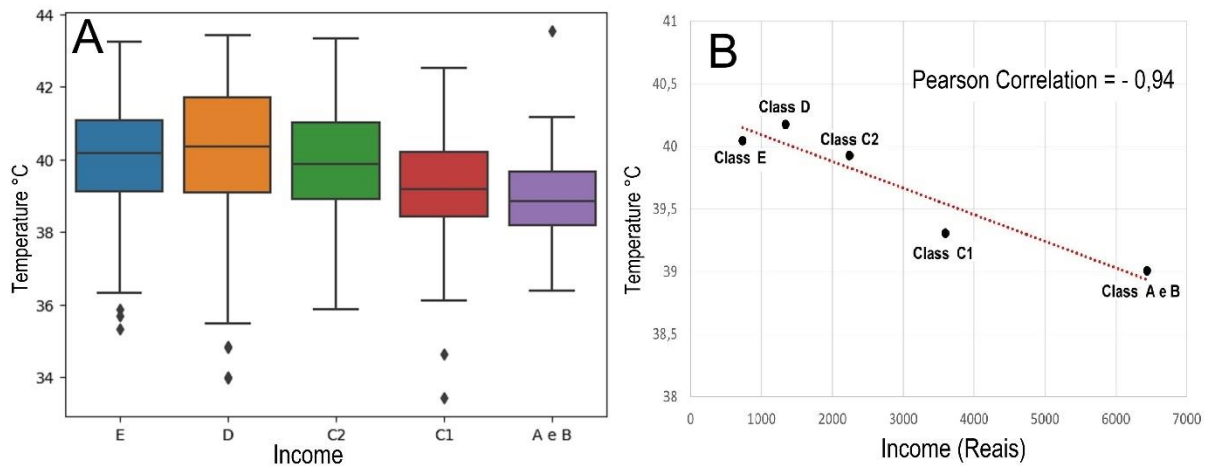 A
Temperature °C
44
42
40
38
36
34
E D C2 C1 A e B
Income
B
Pearson Correlation = - 0,94
Temperature °C
41
40,5
40
39,5
39
38,5
38
Class D
Class E
Class C2
Class C1
Class A e B
0 1000 2000 3000 4000 5000 6000 7000
Income (Reais)